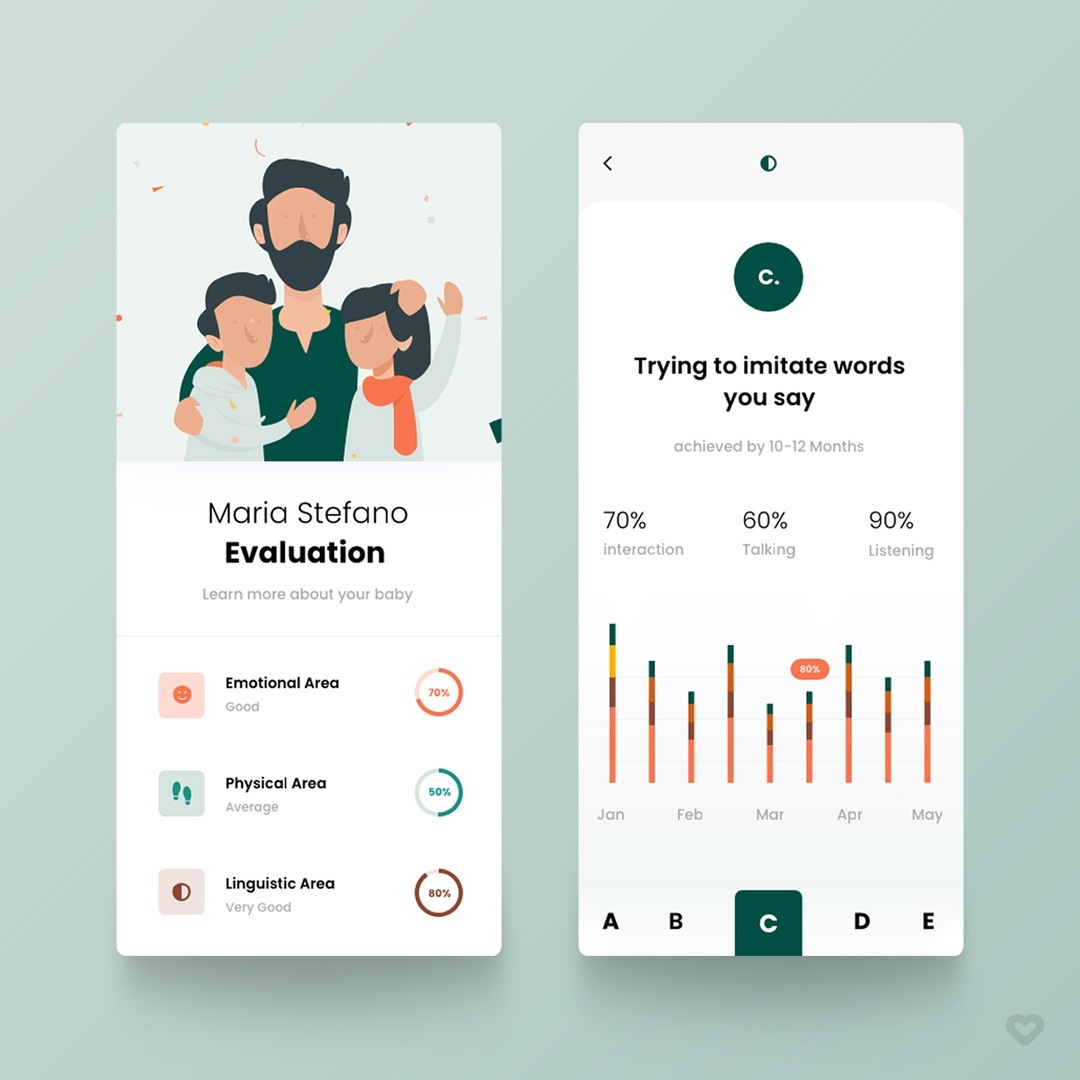 Maria Stefano
Evaluation
Learn more about your baby
Emotional Area
Good
70%
Physical Area
Average
50%
Linguistic Area
Very Good
80%
C.
Trying to imitate words
you say
achieved by 10-12 Months
70% 60% 90%
interaction Talking Listening
80%
Jan Feb Mar Apr May
A B C D E